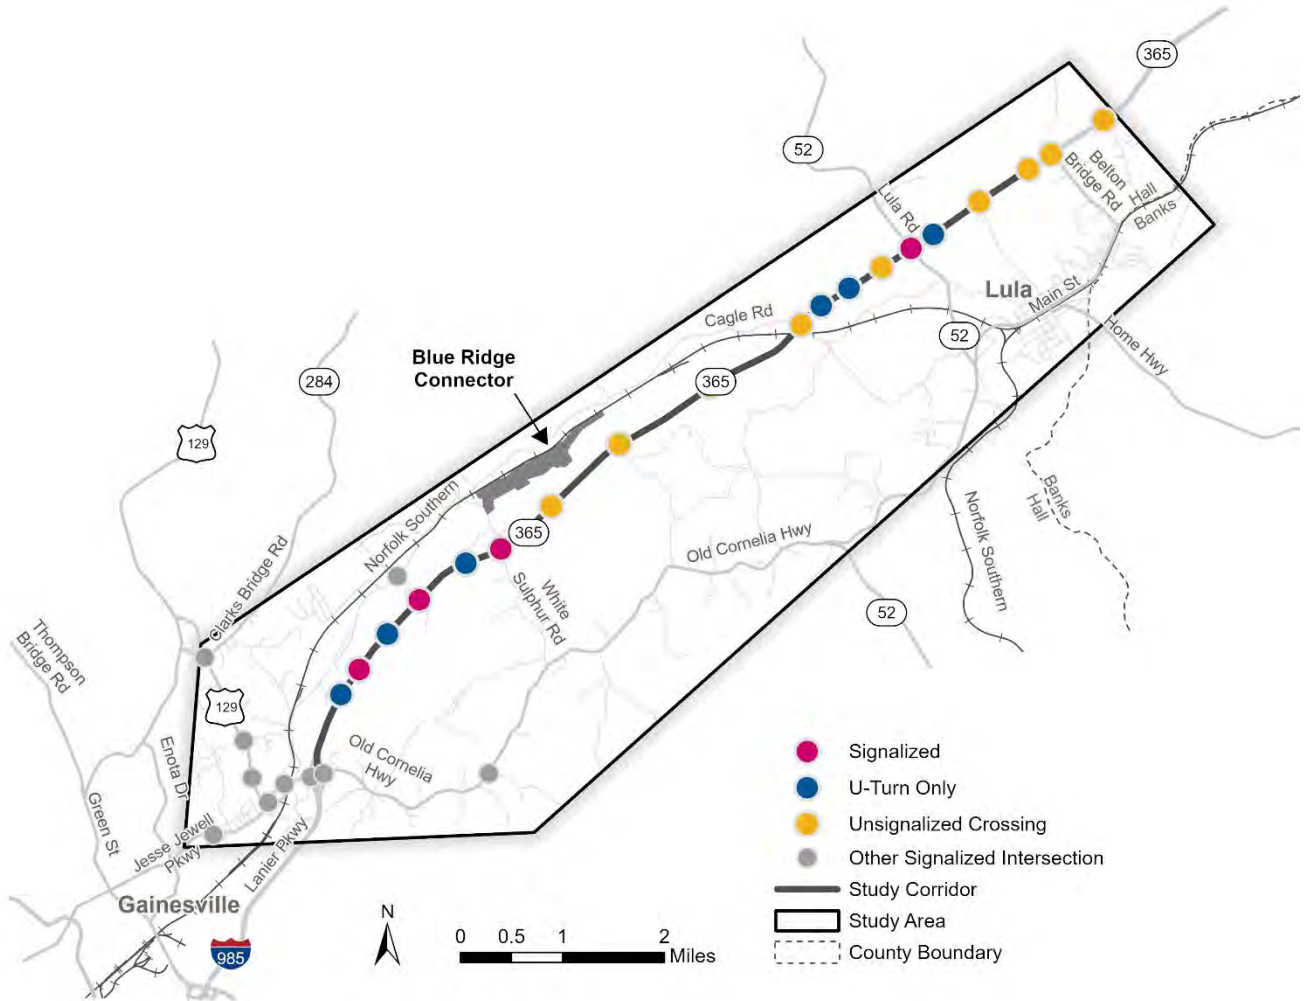 365
52
Lula Rd
Belton
Bridge Rd
Hall
Banks
Lula
Main St
Cagle Rd
52
Home Hwy
Blue Ridge
Connector
365
284
129
Norfolk Southern
365
Old Cornelia Hwy
Banks
Hall
Norfolk Southern
Clarks Bridge Rd
White
Sulphur Rd
52
Thompson
Bridge Rd
129
Enota Dr
Old Cornelia
Hwy
Green St
Jesse Jewell
Pkwy
Lanier Pkwy
Gainesville
985
N
0 0.5 1 2
Miles
Signalized
U-Turn Only
Unsignalized Crossing
Other Signalized Intersection
Study Corridor
Study Area
County Boundary